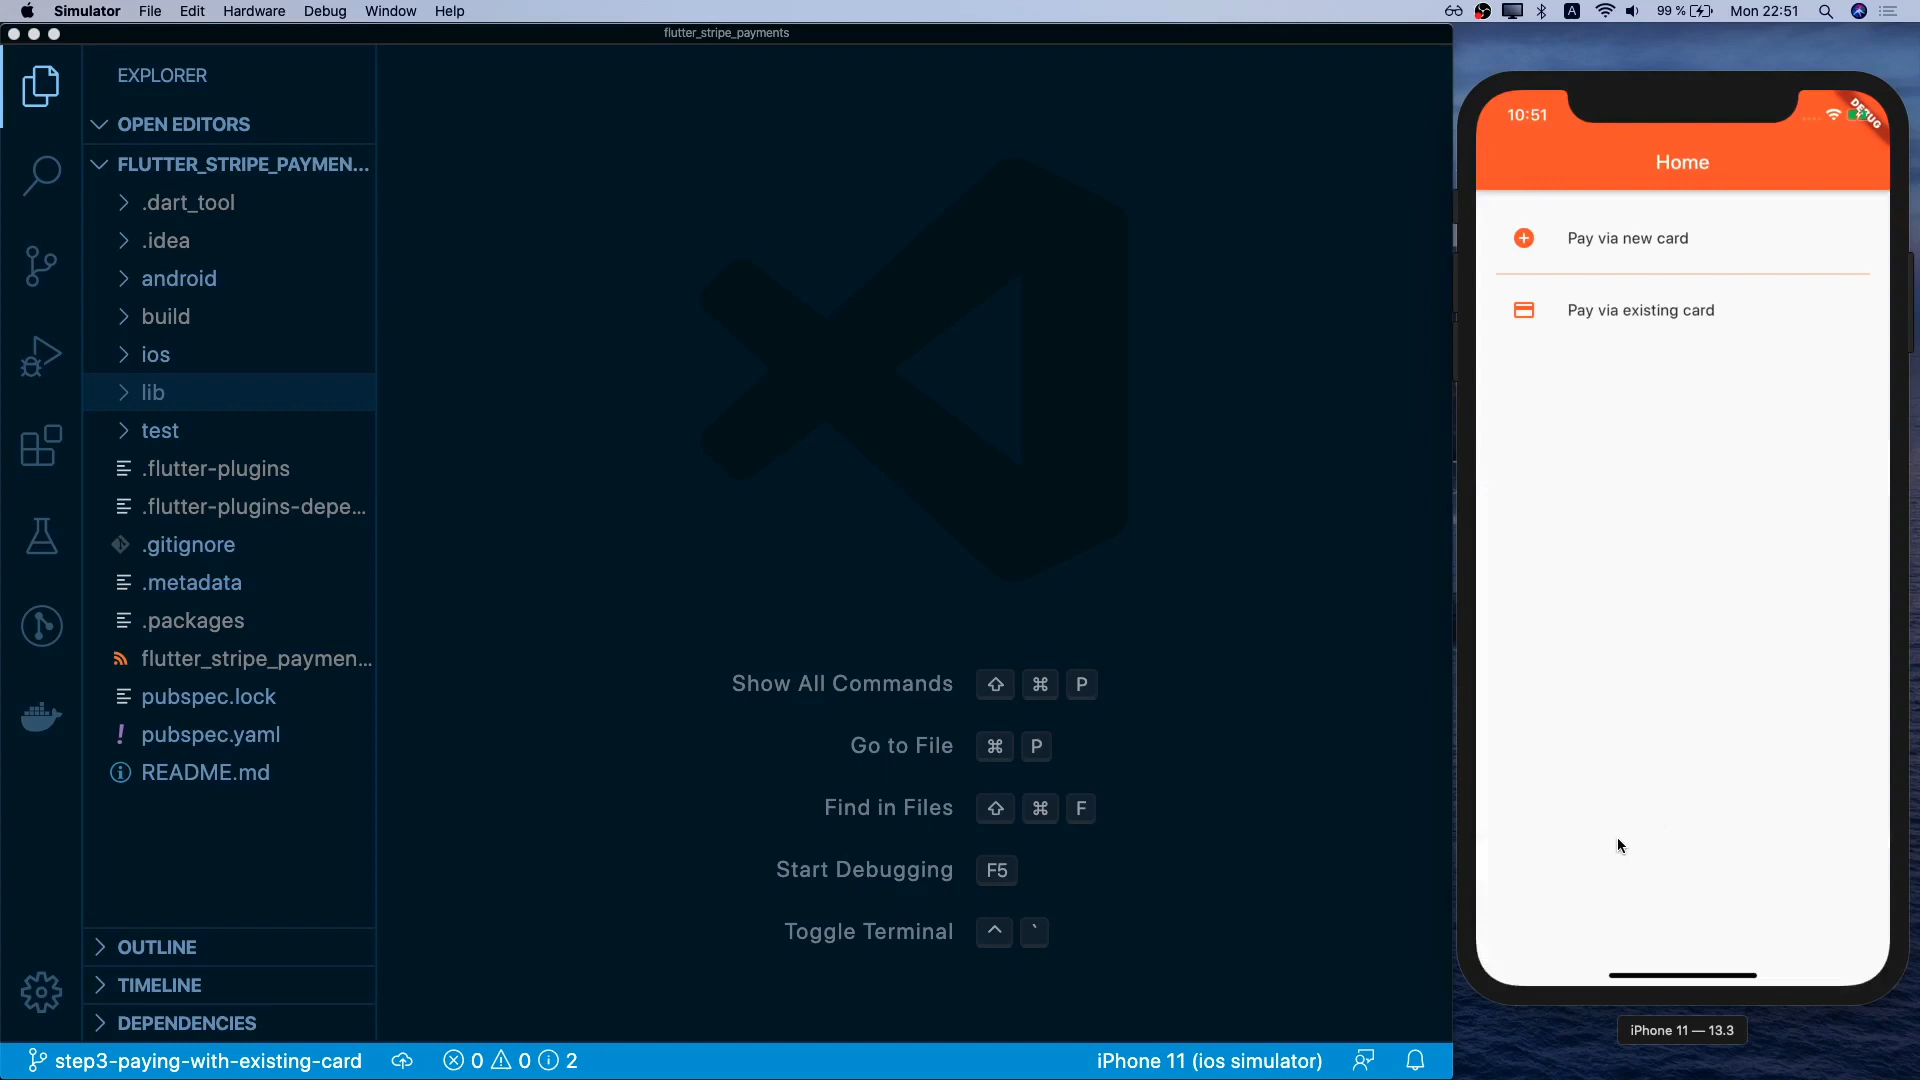 Simulator File Edit Hardware Debug Window Help
A 99 % Mon 22:51
flutter_stripe_payments
EXPLORER
OPEN EDITORS
FLUTTER_STRIPE_PAYMEN...
.dart_tool
.idea
android
build
ios
lib
test
.flutter-plugins
.flutter-plugins-depe...
.gitignore
.metadata
.packages
flutter_stripe_paymen...
pubspec.lock
! pubspec.yaml
README.md
OUTLINE
TIMELINE
DEPENDENCIES
Show All Commands ⇧ ⌘ P
Go to File ⌘ P
Find in Files ⇧ ⌘ F
Start Debugging F5
Toggle Terminal ^ `
step3-paying-with-existing-card 0 0 2
iPhone 11 (ios simulator)
10:51
DEBUG
Home
Pay via new card
Pay via existing card
iPhone 11 — 13.3